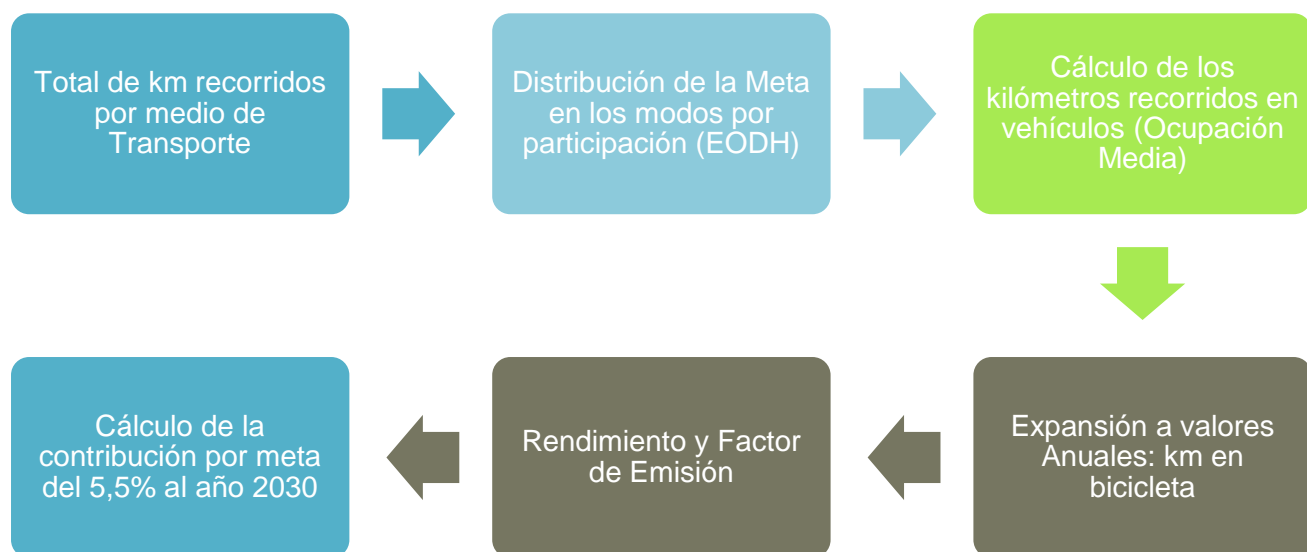 Total de km recorridos
por medio de
Transporte
Distribución de la Meta
en los modos por
participación (EODH)
Cálculo de los
kilómetros recorridos en
vehículos (Ocupación
Media)
Expansión a valores
Anuales: km en
bicicleta
Rendimiento y Factor
de Emisión
Cálculo de la
contribución por meta
del 5,5% al año 2030